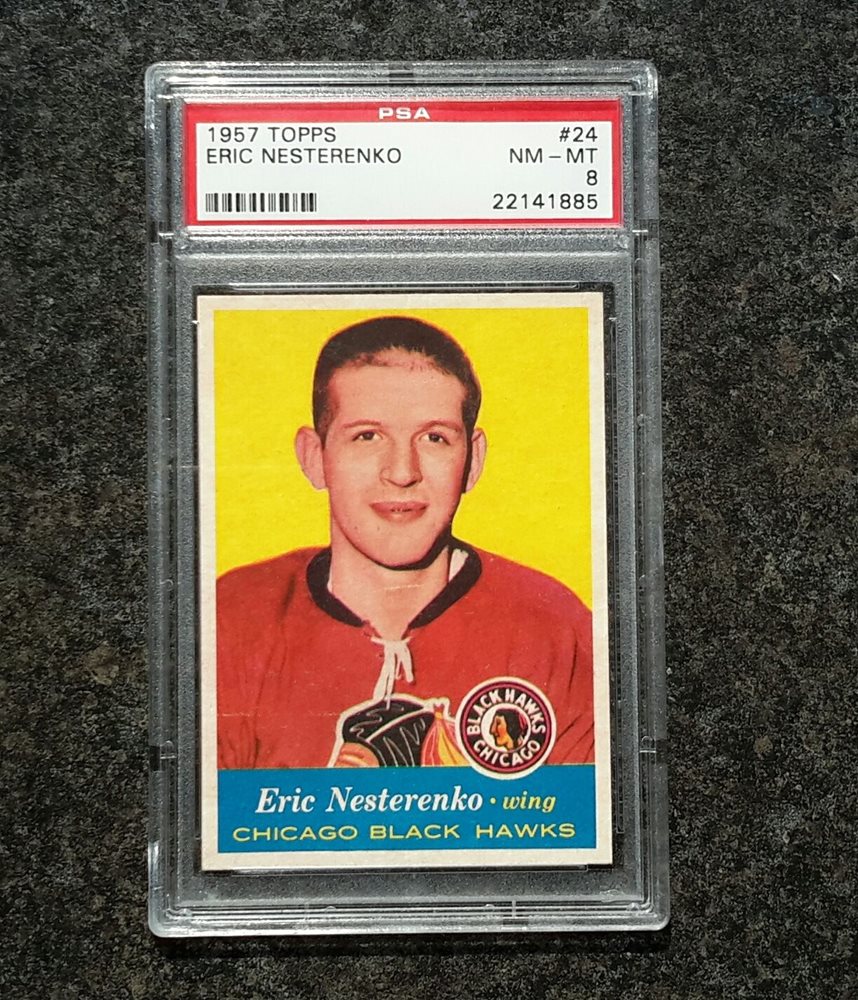 PSA
1957 TOPPS #24
ERIC NESTERENKO NM - MT
8
22141885
BLACK HAWKS
CHICAGO
Eric Nesterenko · wing
CHICAGO BLACK HAWKS